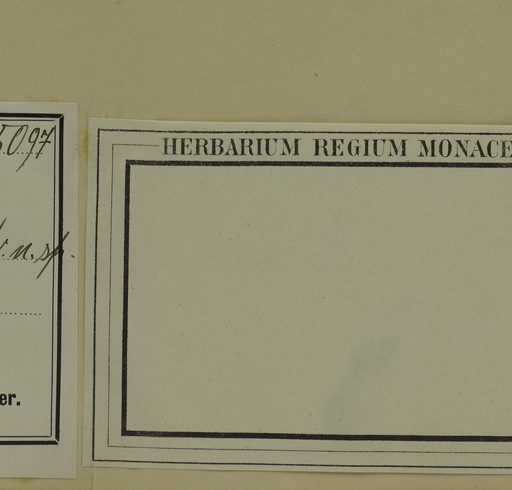 5097
n. sp.
er.
HERBARIUM REGIUM MONACE